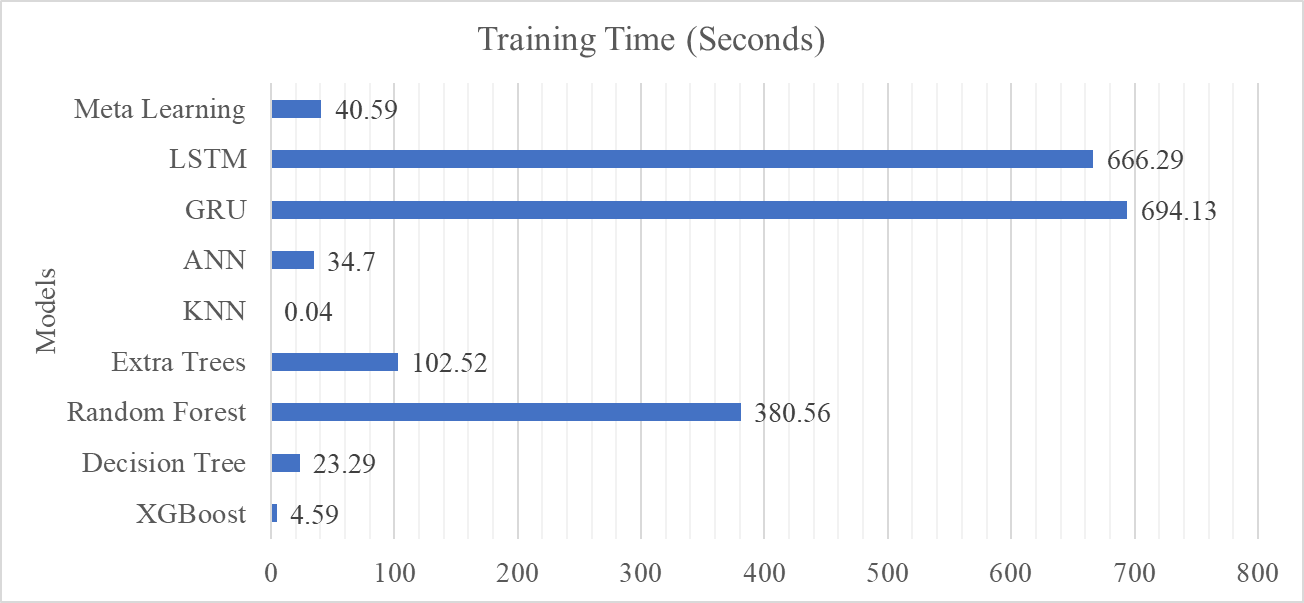 Training Time (Seconds)
Models
Meta Learning 40.59
LSTM 666.29
GRU 694.13
ANN 34.7
KNN 0.04
Extra Trees 102.52
Random Forest 380.56
Decision Tree 23.29
XGBoost 4.59
0 100 200 300 400 500 600 700 800